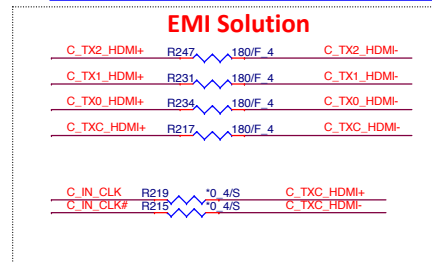 EMI Solution
C_TX2_HDMI+ R247 180/F_4 C_TX2_HDMI-
C_TX1_HDMI+ R231 180/F_4 C_TX1_HDMI-
C_TX0_HDMI+ R234 180/F_4 C_TX0_HDMI-
C_TXC_HDMI+ R217 180/F_4 C_TXC_HDMI-
C_IN_CLK R219 *0_4/S C_TXC_HDMI+
C_IN_CLK# R215 *0_4/S C_TXC_HDMI-